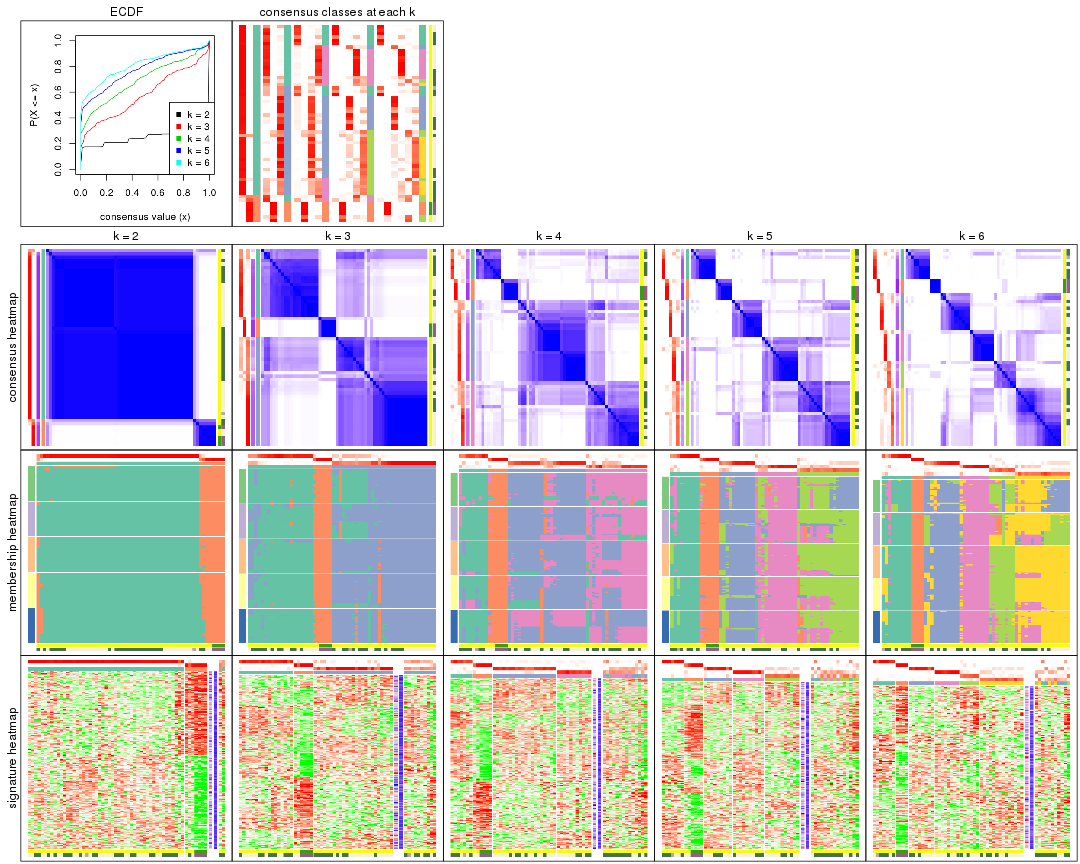 ECDF
consensus classes at each k
P(X <= x)
0.0 0.2 0.4 0.6 0.8 1.0
k = 2
k = 3
k = 4
k = 5
k = 6
0.0 0.2 0.4 0.6 0.8 1.0
consensus value (x)
k = 2 k = 3 k = 4 k = 5 k = 6
consensus heatmap
membership heatmap
signature heatmap